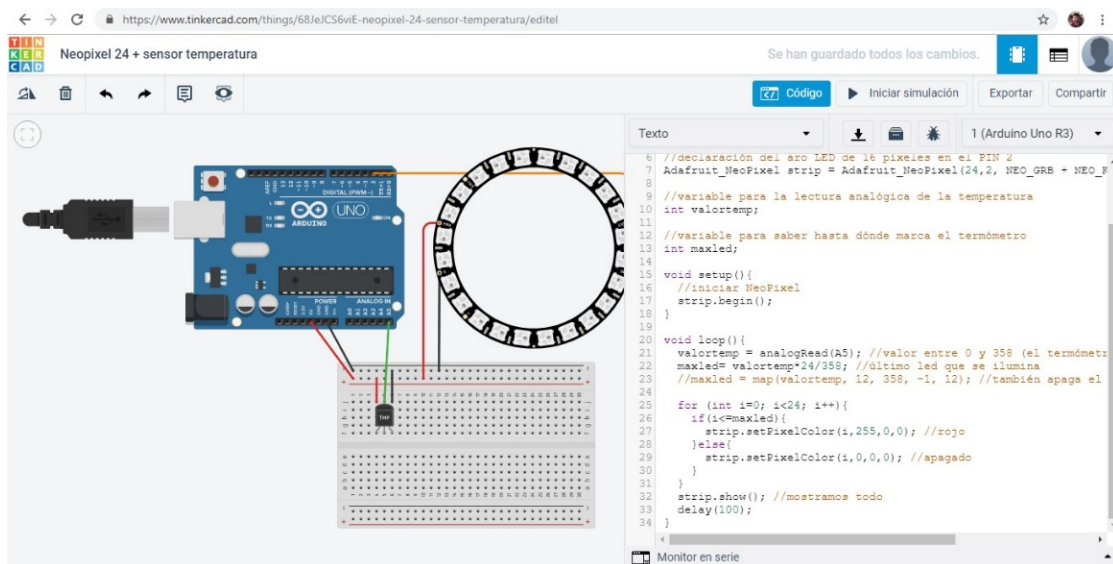 https://www.tinkercad.com/things/68JeJCS6viE-neopixel-24-sensor-temperatura/editel
TIN
KER
CAD
Neopixel 24 + sensor temperatura
Se han guardado todos los cambios.
Código
Iniciar simulación
Exportar
Compartir
Texto
1 (Arduino Uno R3)
DIGITAL (PWM~)
UNO
ARDUINO
POWER
ANALOG IN
TMP
6 //declaración del aro LED de 16 píxeles en el PIN 2
7 Adafruit_NeoPixel strip = Adafruit_NeoPixel(24,2, NEO_GRB + NEO_K
8
9 //variable para la lectura analógica de la temperatura
10 int valortemp;
11
12 //variable para saber hasta dónde marca el termómetro
13 int maxled;
14
15 void setup(){
16 //iniciar NeoPixel
17 strip.begin();
18 }
19
20 void loop(){
21 valortemp = analogRead(A5); //valor entre 0 y 358 (el termómetr
22 maxled= valortemp*24/358; //último led que se ilumina
23 //maxled = map(valortemp, 12, 358, -1, 12); //también apaga el
24
25 for (int i=0; i<24; i++){
26 if(i<=maxled){
27 strip.setPixelColor(i,255,0,0); //rojo
28 }else{
29 strip.setPixelColor(i,0,0,0); //apagado
30 }
31 }
32 strip.show(); //mostramos todo
33 delay(100);
34 }
Monitor en serie